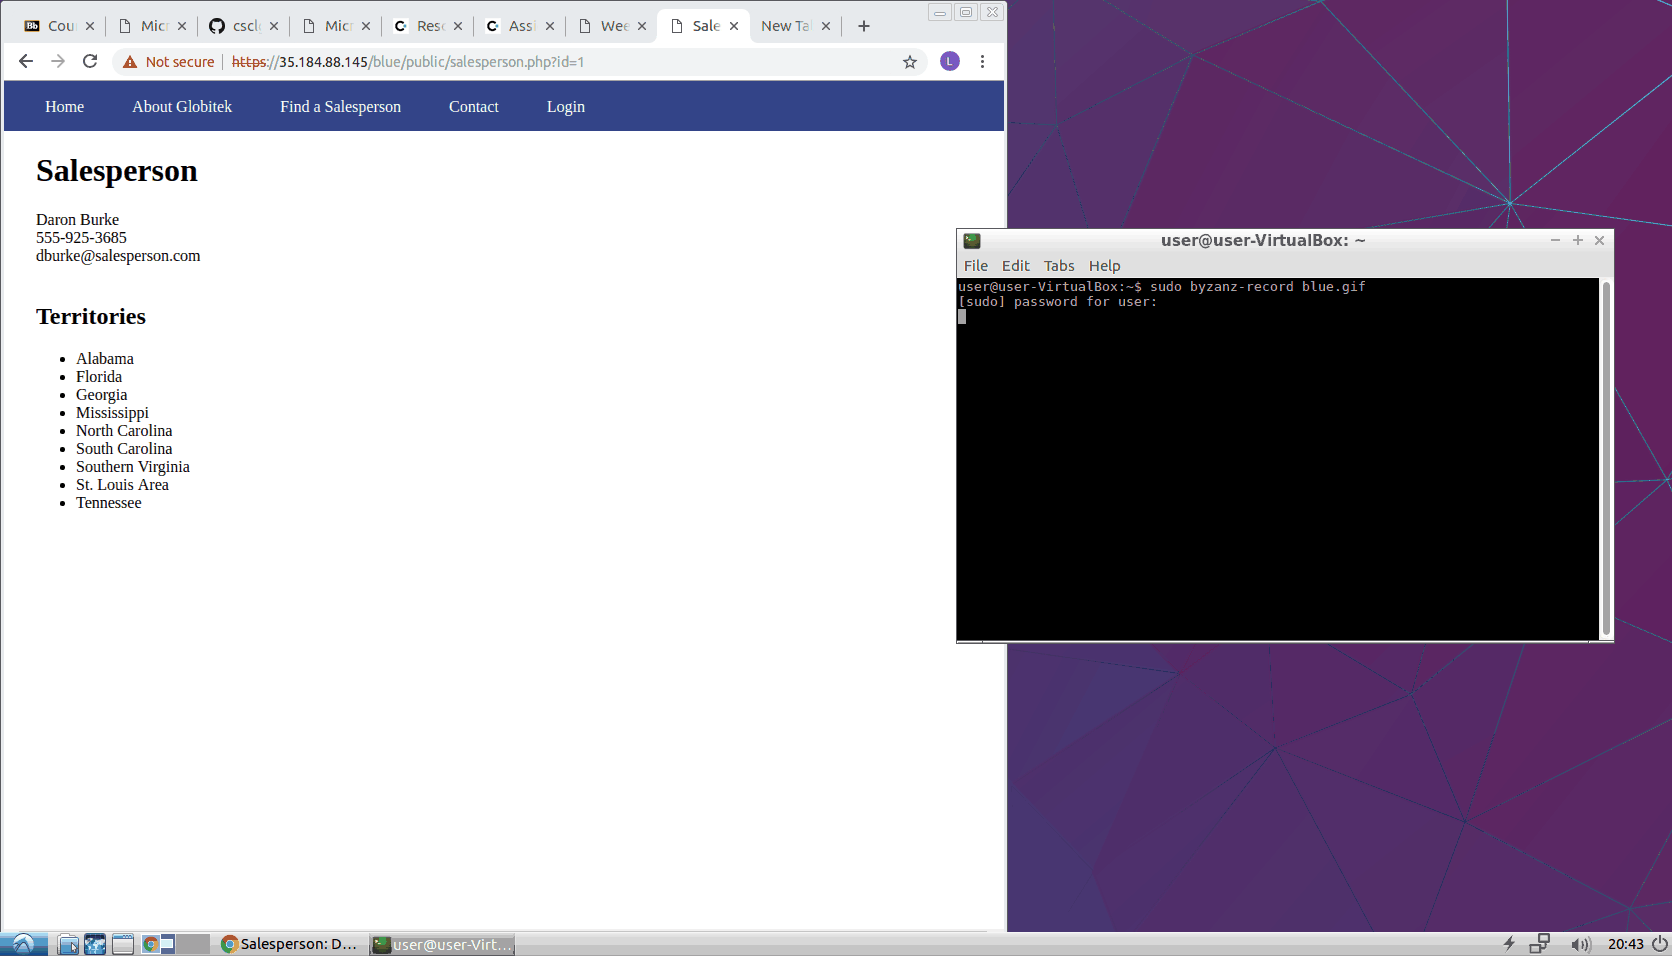 Cou
Micr
cscl
Micr
Reso
Assi
Wee
Sale
New Ta
Not secure
https://35.184.88.145/blue/public/salesperson.php?id=1
L
Home
About Globitek
Find a Salesperson
Contact
Login
Salesperson
Daron Burke
555-925-3685
dburke@salesperson.com
Territories
Alabama
Florida
Georgia
Mississippi
North Carolina
South Carolina
Southern Virginia
St. Louis Area
Tennessee
user@user-VirtualBox: ~
File Edit Tabs Help
user@user-VirtualBox:~$ sudo byzanz-record blue.gif
[sudo] password for user:
Salesperson: D...
user@user-Virt...
20:43